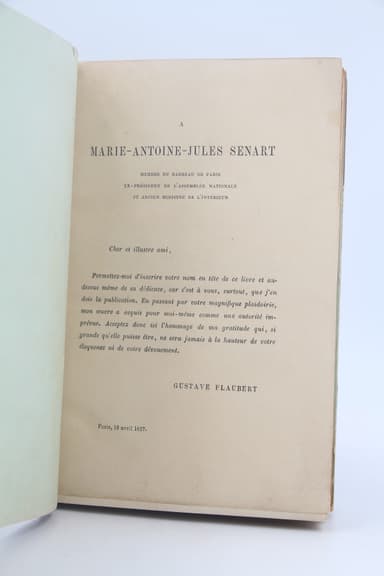 A
MARIE-ANTOINE-JULES SENART
MEMBRE DU BARREAU DE PARIS
EX-PRÉSIDENT DE L'ASSEMBLÉE NATIONALE
ET ANCIEN MINISTRE DE L'INTÉRIEUR
Cher et illustre ami,
Permettez-moi d'inscrire votre nom en tête de ce livre et au-
dessus même de sa dédicace, car c'est à vous, surtout, que j'en
dois la publication. En passant par votre magnifique plaidoirie,
mon œuvre a acquis pour moi-même comme une autorité im-
prévue. Acceptez donc ici l'hommage de ma gratitude qui, si
grande qu'elle puisse être, ne sera jamais à la hauteur de votre
éloquence ni de votre dévouement.
GUSTAVE FLAUBERT
Paris, 12 avril 1857.